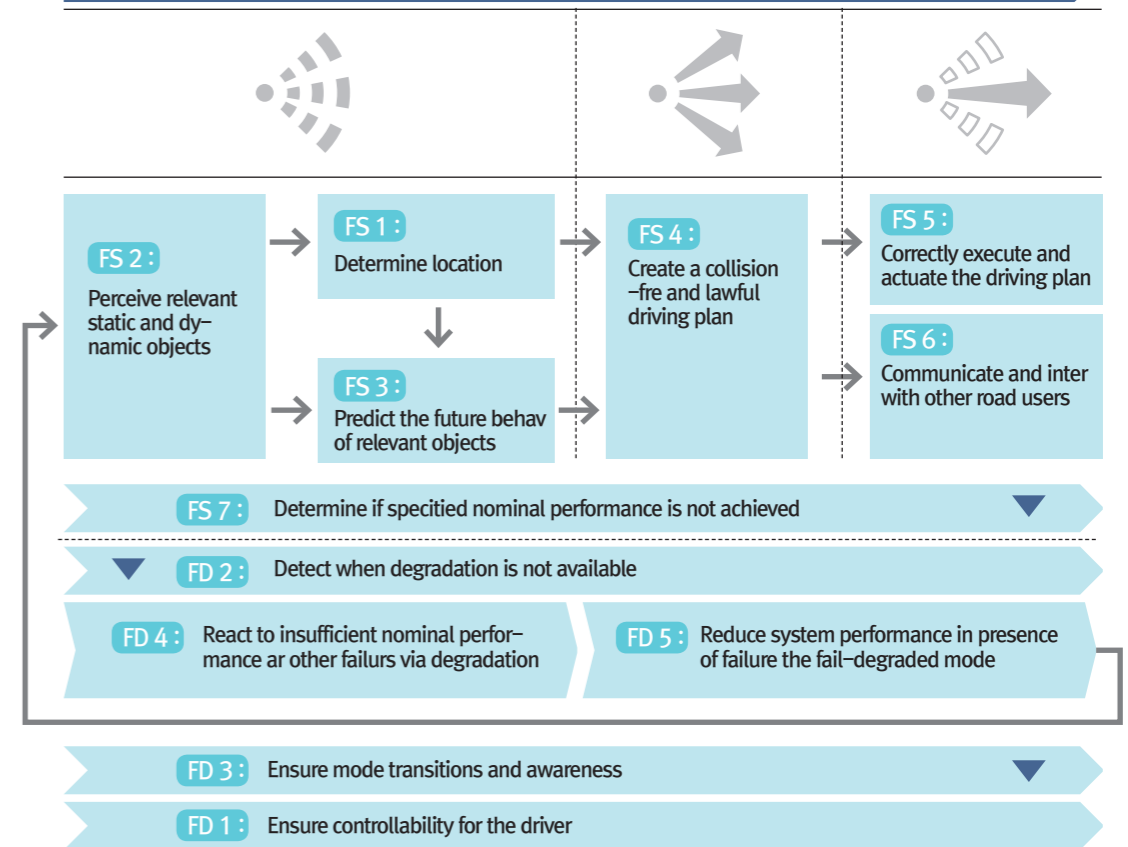 FS 2:
Perceive relevant
static and dy-
namic objects
FS 1:
Determine location
FS 3:
Predict the future behav
of relevant objects
FS 4:
Create a collision
-fre and lawful
driving plan
FS 5:
Correctly execute and
actuate the driving plan
FS 6:
Communicate and inter
with other road users
FS 7: Determine if specitied nominal performance is not achieved
FD 2: Detect when degradation is not available
FD 4: React to insufficient nominal perfor-
mance ar other failurs via degradation
FD 5: Reduce system performance in presence
of failure the fail-degraded mode
FD 3: Ensure mode transitions and awareness
FD 1: Ensure controllability for the driver